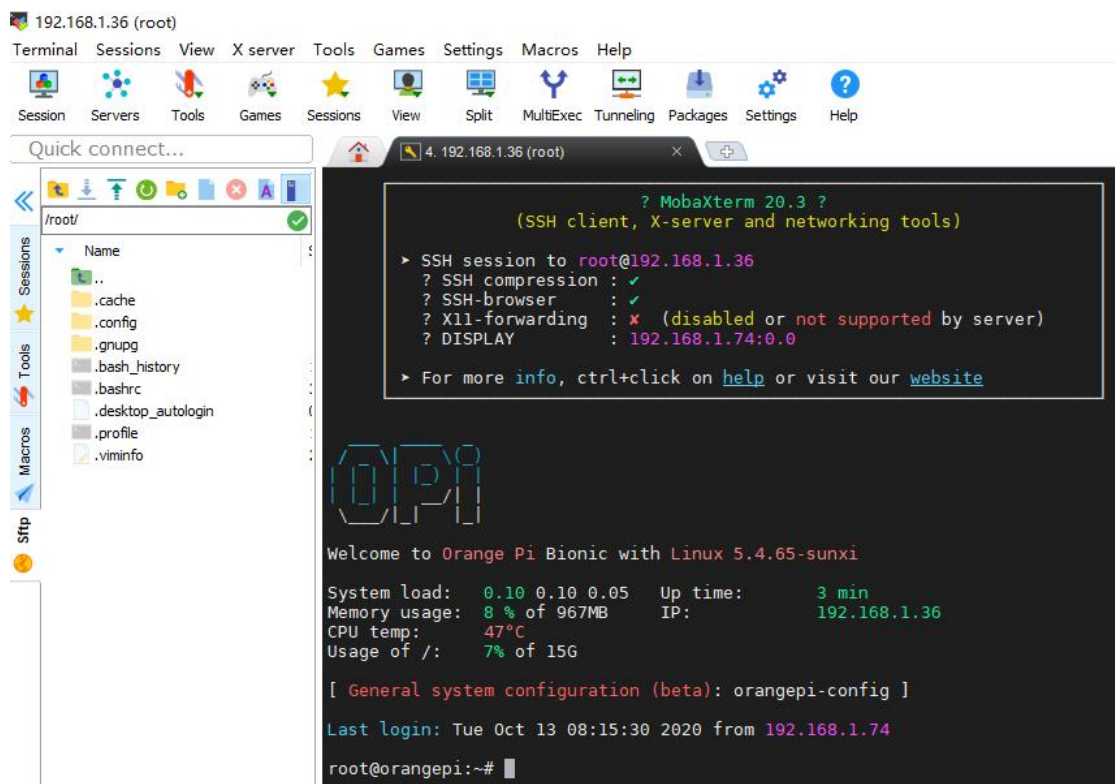 192.168.1.36 (root)
Terminal Sessions View X server Tools Games Settings Macros Help
Session Servers Tools Games Sessions View Split MultiExec Tunneling Packages Settings Help
Quick connect...
4. 192.168.1.36 (root)
/root/
Name
..
.cache
.config
.gnupg
.bash_history
.bashrc
.desktop_autologin
.profile
.viminfo
Sessions
Tools
Macros
Sftp
? MobaXterm 20.3 ?
(SSH client, X-server and networking tools)
➤ SSH session to root@192.168.1.36
? SSH compression : ✔
? SSH-browser : ✔
? X11-forwarding : ✘ (disabled or not supported by server)
? DISPLAY : 192.168.1.74:0.0
➤ For more info, ctrl+click on help or visit our website
OPi
Welcome to Orange Pi Bionic with Linux 5.4.65-sunxi
System load: 0.10 0.10 0.05 Up time: 3 min
Memory usage: 8 % of 967MB IP: 192.168.1.36
CPU temp: 47°C
Usage of /: 7% of 15G
[ General system configuration (beta): orangepi-config ]
Last login: Tue Oct 13 08:15:30 2020 from 192.168.1.74
root@orangepi:~#